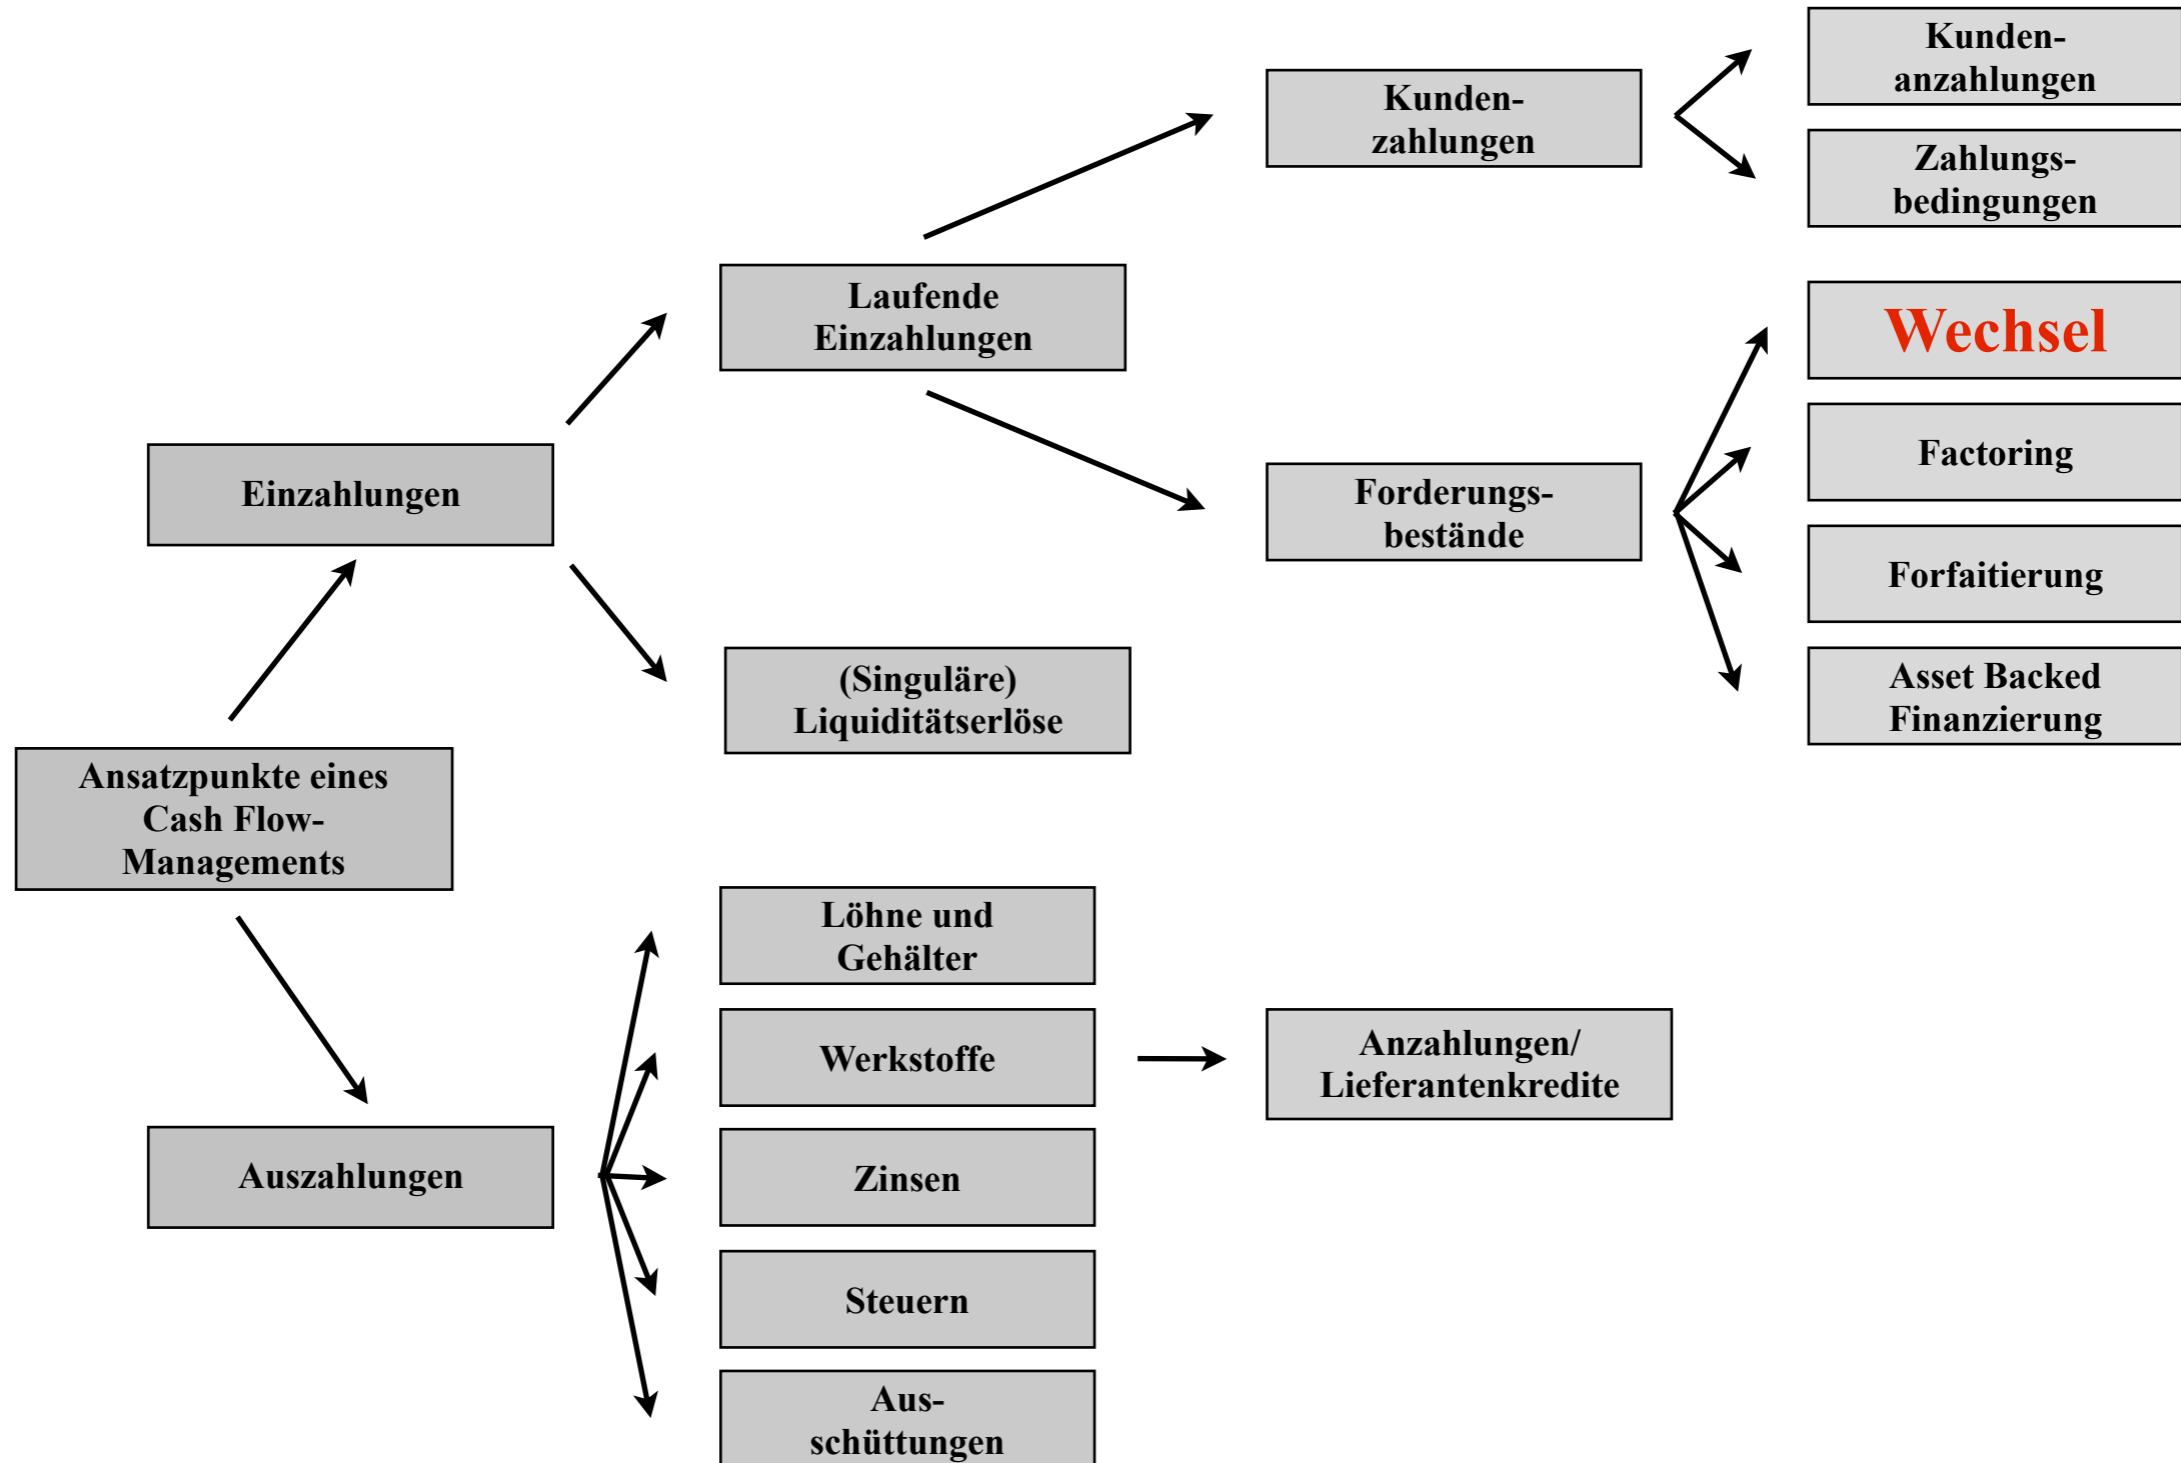 Kunden-
anzahlungen
Kunden-
zahlungen
Zahlungs-
bedingungen
Laufende
Einzahlungen
Wechsel
Factoring
Einzahlungen
Forderungs-
bestände
Forfaitierung
(Singuläre)
Liquiditätserlöse
Asset Backed
Finanzierung
Ansatzpunkte eines
Cash Flow-
Managements
Löhne und
Gehälter
Werkstoffe
Anzahlungen/
Lieferantenkredite
Auszahlungen
Zinsen
Steuern
Aus-
schüttungen